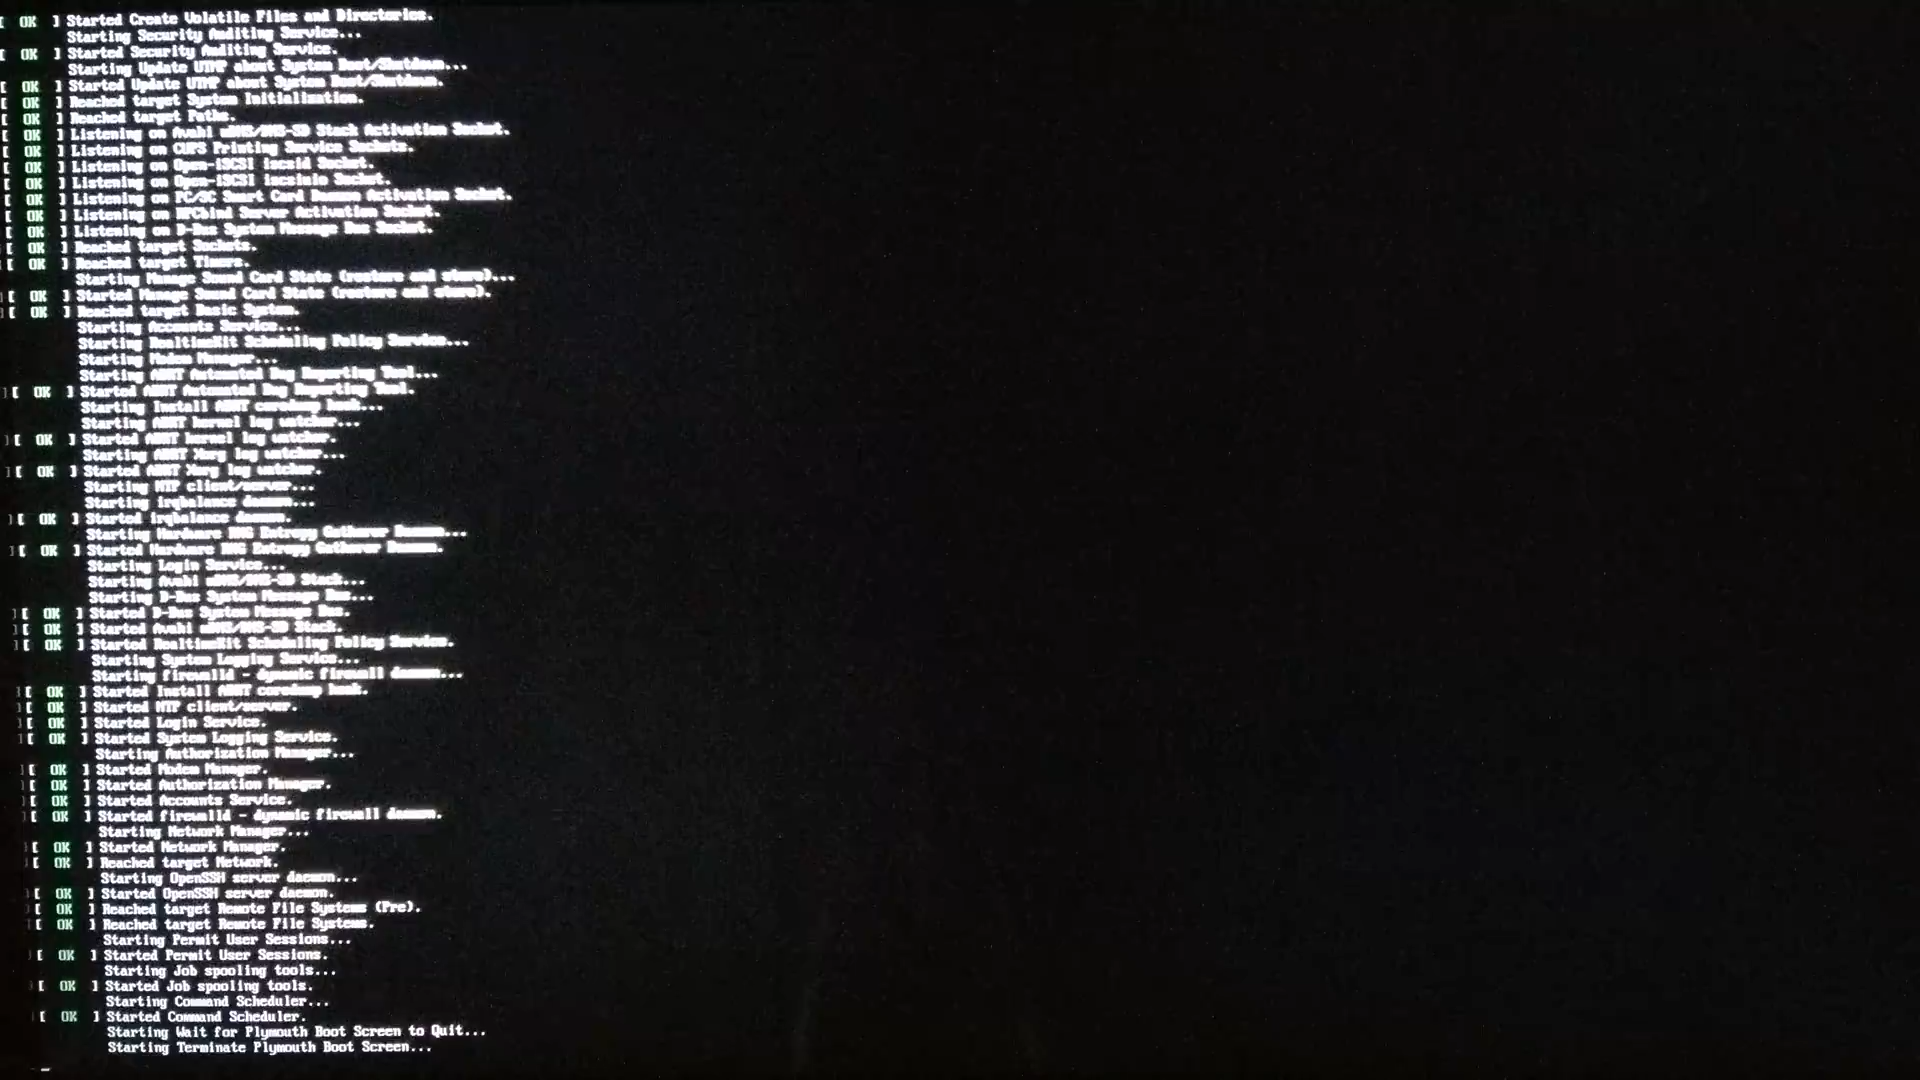 [ OK ] Started Create Volatile Files and Directories.
Starting Security Auditing Service...
[ OK ] Started Security Auditing Service.
Starting Update UTMP about System Boot/Shutdown...
[ OK ] Started Update UTMP about System Boot/Shutdown.
[ OK ] Reached target System Initialization.
[ OK ] Reached target Paths.
[ OK ] Listening on Avahi mDNS/DNS-SD Stack Activation Socket.
[ OK ] Listening on CUPS Printing Service Sockets.
[ OK ] Listening on Open-iSCSI iscsid Socket.
[ OK ] Listening on Open-iSCSI iscsiuio Socket.
[ OK ] Listening on PC/SC Smart Card Daemon Activation Socket.
[ OK ] Listening on RPCbind Server Activation Socket.
[ OK ] Listening on D-Bus System Message Bus Socket.
[ OK ] Reached target Sockets.
[ OK ] Reached target Timers.
Starting Manage Sound Card State (restore and store)...
[ OK ] Started Manage Sound Card State (restore and store).
[ OK ] Reached target Basic System.
Starting Accounts Service...
Starting RealtimeKit Scheduling Policy Service...
Starting Modem Manager...
Starting ABRT Automated Bug Reporting Tool...
[ OK ] Started ABRT Automated Bug Reporting Tool.
Starting Install ABRT coredump hook...
Starting ABRT kernel log watcher...
[ OK ] Started ABRT kernel log watcher.
Starting ABRT Xorg log watcher...
[ OK ] Started ABRT Xorg log watcher.
Starting NTP client/server...
Starting irqbalance daemon...
[ OK ] Started irqbalance daemon.
Starting Hardware RNG Entropy Gatherer Daemon...
[ OK ] Started Hardware RNG Entropy Gatherer Daemon.
Starting Login Service...
Starting Avahi mDNS/DNS-SD Stack...
Starting D-Bus System Message Bus...
[ OK ] Started D-Bus System Message Bus.
[ OK ] Started Avahi mDNS/DNS-SD Stack.
[ OK ] Started RealtimeKit Scheduling Policy Service.
Starting System Logging Service...
Starting firewalld - dynamic firewall daemon...
[ OK ] Started Install ABRT coredump hook.
[ OK ] Started NTP client/server.
[ OK ] Started Login Service.
[ OK ] Started System Logging Service.
Starting Authorization Manager...
[ OK ] Started Modem Manager.
[ OK ] Started Authorization Manager.
[ OK ] Started Accounts Service.
[ OK ] Started firewalld - dynamic firewall daemon.
Starting Network Manager...
[ OK ] Started Network Manager.
[ OK ] Reached target Network.
Starting OpenSSH server daemon...
[ OK ] Started OpenSSH server daemon.
[ OK ] Reached target Remote File Systems (Pre).
[ OK ] Reached target Remote File Systems.
Starting Permit User Sessions...
[ OK ] Started Permit User Sessions.
Starting Job spooling tools...
[ OK ] Started Job spooling tools.
Starting Command Scheduler...
[ OK ] Started Command Scheduler.
Starting Wait for Plymouth Boot Screen to Quit...
Starting Terminate Plymouth Boot Screen...